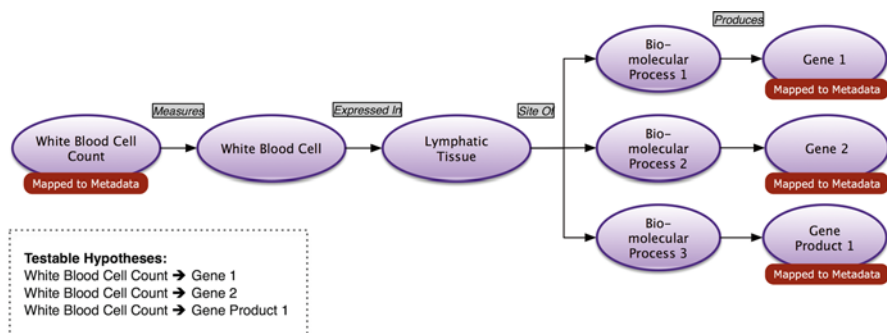 Produces
Bio-
molecular
Process 1
Gene 1
Mapped to Metadata
Measures
Expressed In
Site Of
White Blood Cell
Count
Mapped to Metadata
White Blood Cell
Lymphatic
Tissue
Bio-
molecular
Process 2
Gene 2
Mapped to Metadata
Bio-
molecular
Process 3
Gene
Product 1
Mapped to Metadata
Testable Hypotheses:
White Blood Cell Count ➔ Gene 1
White Blood Cell Count ➔ Gene 2
White Blood Cell Count ➔ Gene Product 1